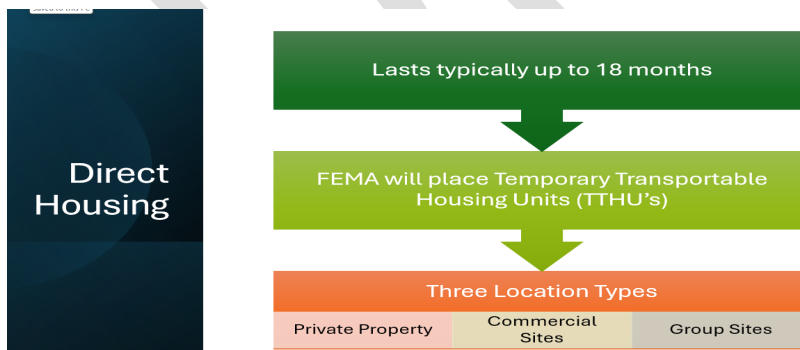 Direct
Housing
Lasts typically up to 18 months
FEMA will place Temporary Transportable
Housing Units (TTHU's)
Three Location Types
Private Property
Commercial
Sites
Group Sites